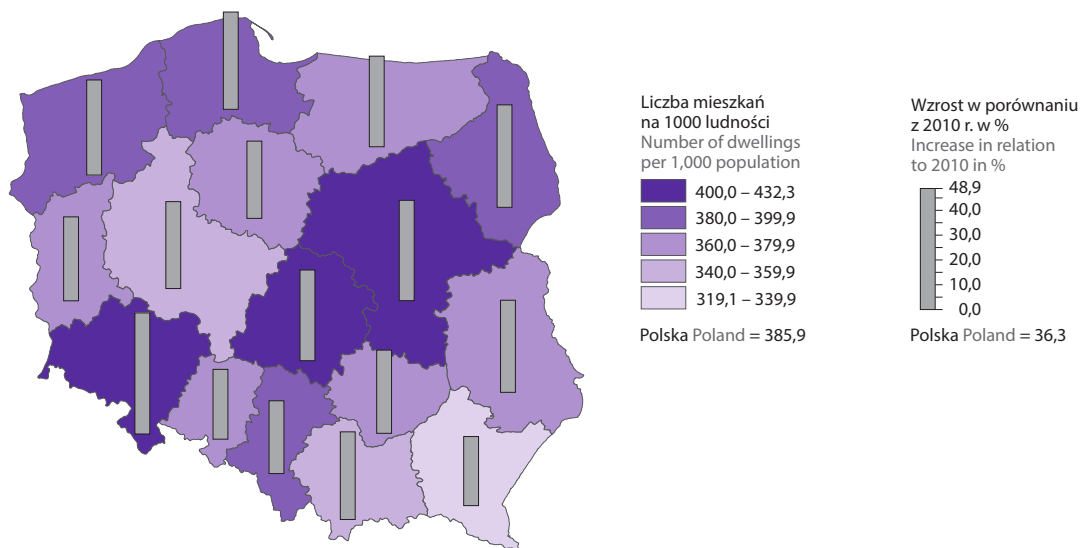 Liczba mieszkań
na 1000 ludności
Number of dwellings
per 1,000 population
400,0 – 432,3
380,0 – 399,9
360,0 – 379,9
340,0 – 359,9
319,1 – 339,9
Polska Poland = 385,9
Wzrost w porównaniu
z 2010 r. w %
Increase in relation
to 2010 in %
48,9
40,0
30,0
20,0
10,0
0,0
Polska Poland = 36,3